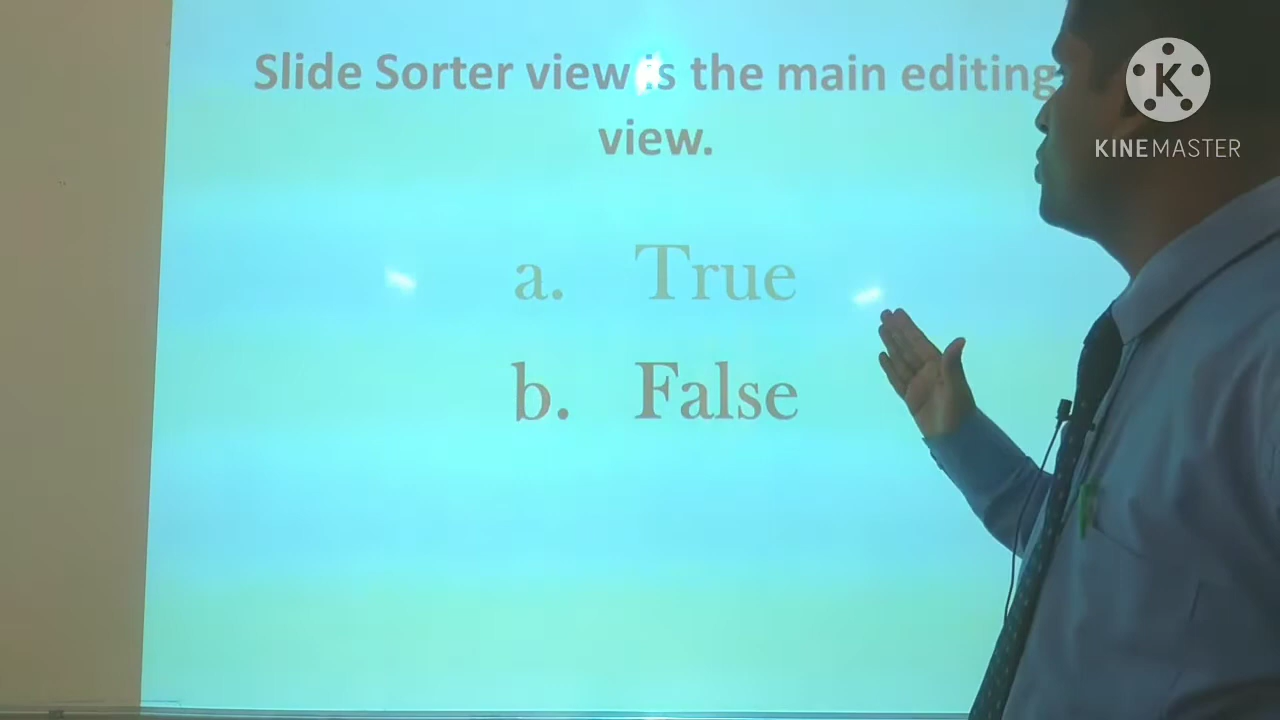 Slide Sorter view is the main editing
view.
a. True
b. False
K
KINEMASTER